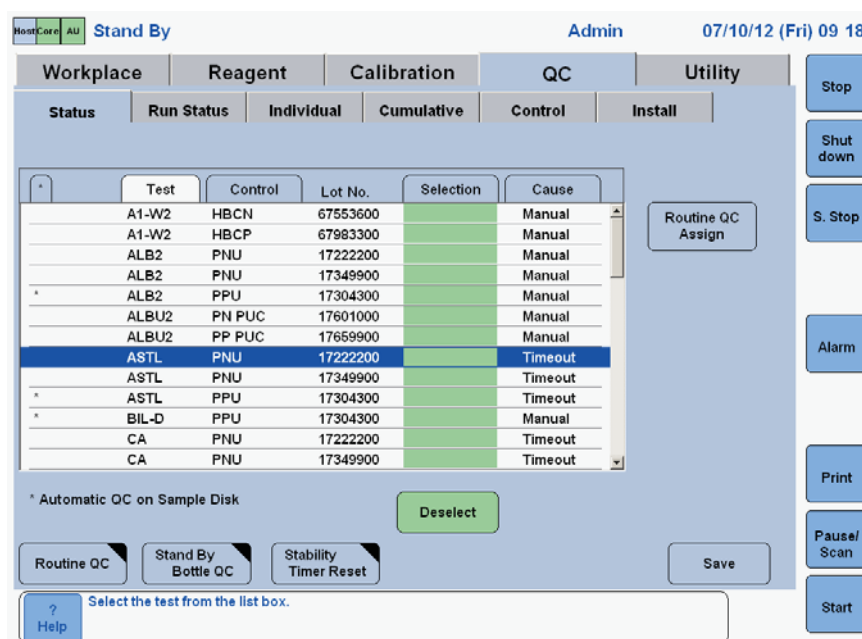 Host Core AU Stand By Admin 07/10/12 (Fri) 09 18
Workplace Reagent Calibration QC Utility
Status Run Status Individual Cumulative Control Install
* Test Control Lot No. Selection Cause
A1-W2 HBCN 67553600 Manual
A1-W2 HBCP 67983300 Manual
ALB2 PNU 17222200 Manual
ALB2 PNU 17349900 Manual
* ALB2 PPU 17304300 Manual
ALBU2 PN PUC 17601000 Manual
ALBU2 PP PUC 17659900 Manual
ASTL PNU 17222200 Timeout
ASTL PNU 17349900 Timeout
* ASTL PPU 17304300 Timeout
* BIL-D PPU 17304300 Manual
CA PNU 17222200 Timeout
CA PNU 17349900 Timeout
Routine QC
Assign
* Automatic QC on Sample Disk
Deselect
Routine QC
Stand By
Bottle QC
Stability
Timer Reset
Save
?
Help
Select the test from the list box.
Stop
Shut
down
S. Stop
Alarm
Print
Pause/
Scan
Start